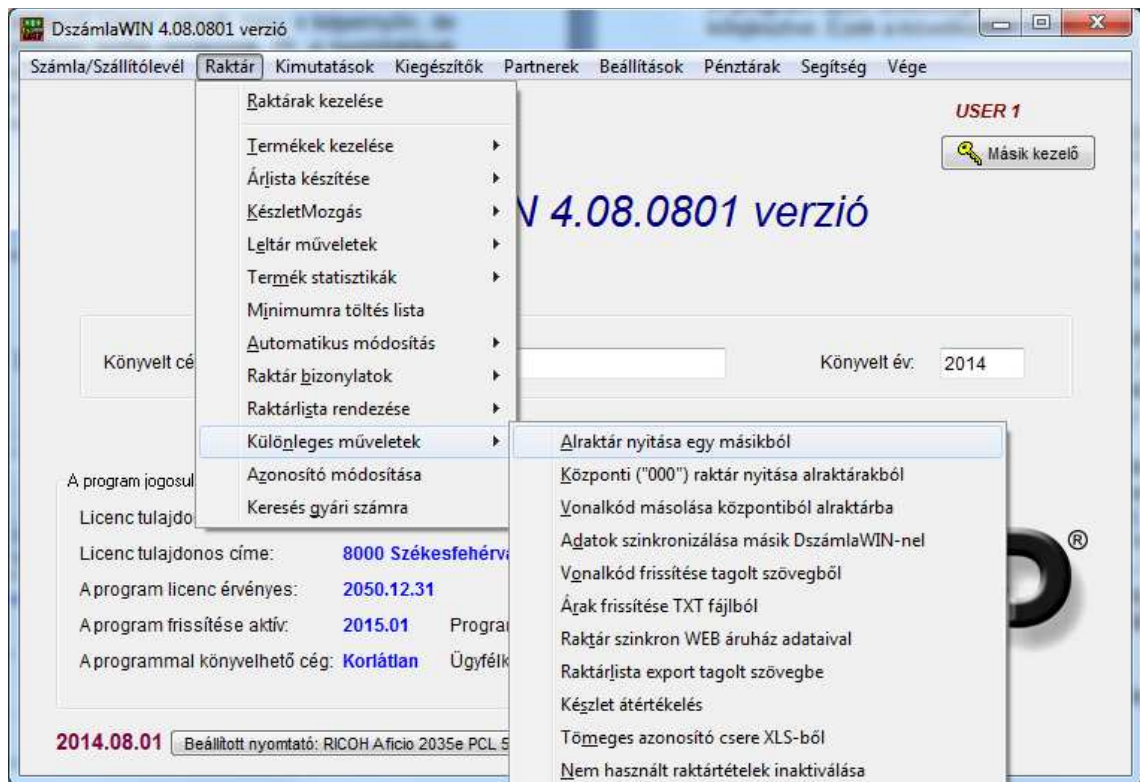 DszámlaWIN 4.08.0801 verzió
Számla/Szállítólevél Raktár Kimutatások Kiegészítők Partnerek Beállítások Pénztárak Segítség Vége
Raktárak kezelése
USER 1
Másik kezelő
Termékek kezelése
Árlista készítése
KészletMozgás
N 4.08.0801 verzió
Leltár műveletek
Termék statisztikák
Minimumra töltés lista
Automatikus módosítás
Könyvelt cé
Könyvelt év: 2014
Raktár bizonylatok
Raktárlista rendezése
Különleges műveletek
Azonosító módosítása
Keresés gyári számra
Alraktár nyitása egy másikból
Központi ("000") raktár nyitása alraktárakból
Vonalkód másolása központiból alraktárba
Adatok szinkronizálása másik DszámlaWIN-nel
Vonalkód frissítése tagolt szövegből
Árak frissítése TXT fájlból
Raktár szinkron WEB áruház adataival
Raktárlista export tagolt szövegbe
Készlet átértékelés
Tömeges azonosító csere XLS-ből
Nem használt raktártételek inaktiválása
A program jogosul
Licenc tulajdo
Licenc tulajdonos címe: 8000 Székesfehérvá
A program licenc érvényes: 2050.12.31
A program frissítése aktív: 2015.01 Progra
A programmal könyvelhető cég: Korlátlan Ügyfélk
®
2014.08.01 Beállított nyomtató: RICOH Aficio 2035e PCL 5